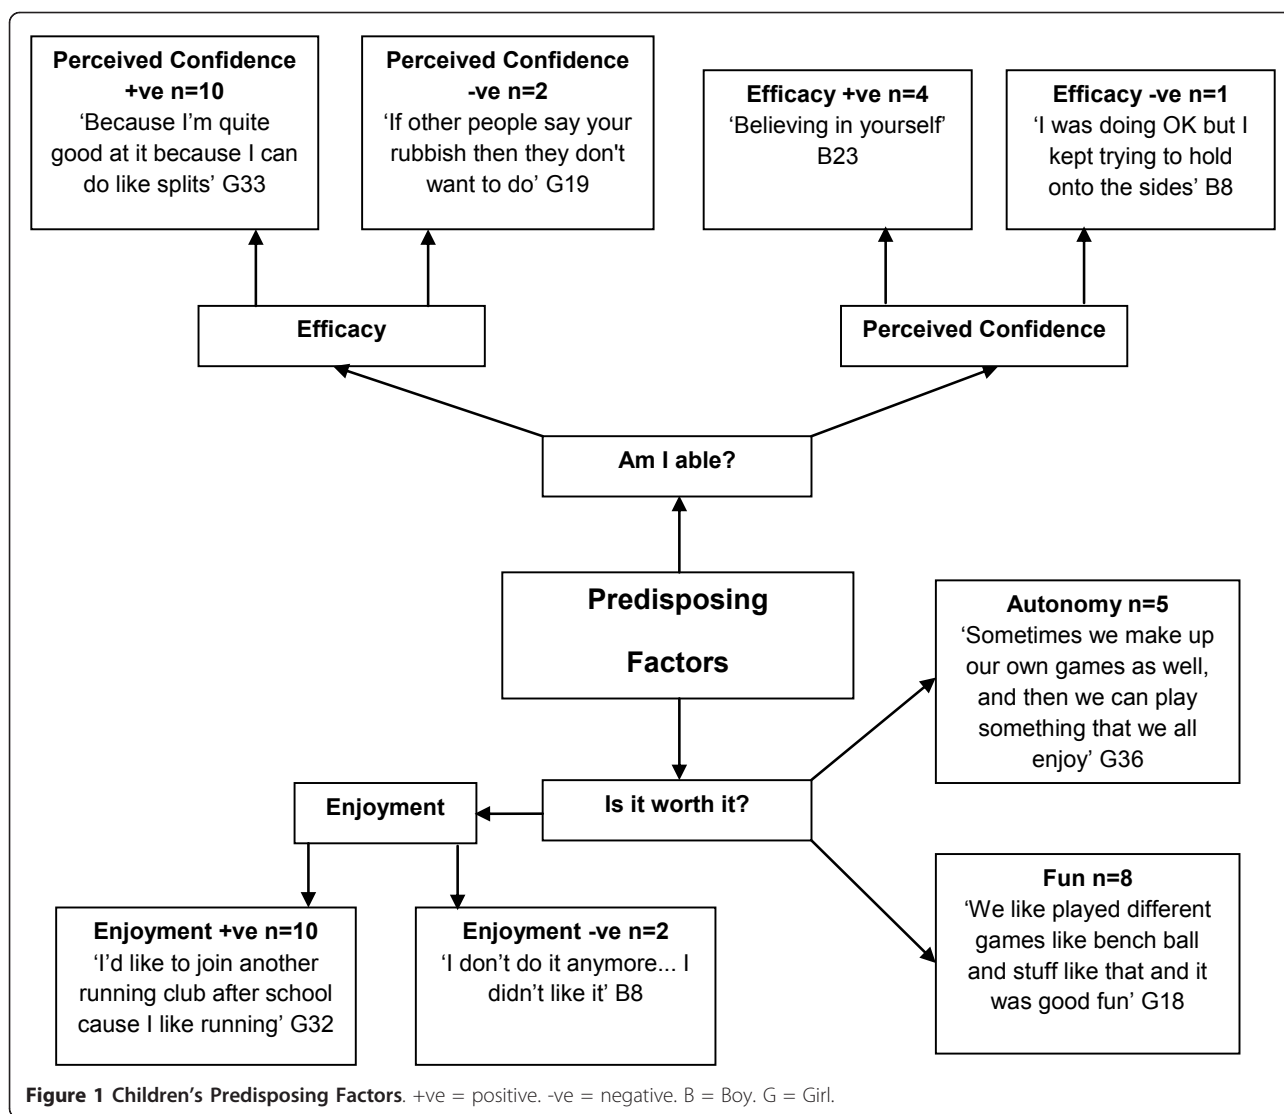 Perceived Confidence
+ve n=10
‘Because I’m quite
good at it because I can
do like splits’ G33
Perceived Confidence
-ve n=2
‘If other people say your
rubbish then they don't
want to do’ G19
Efficacy +ve n=4
‘Believing in yourself’
B23
Efficacy -ve n=1
‘I was doing OK but I
kept trying to hold
onto the sides’ B8
Efficacy
Perceived Confidence
Am I able?
Predisposing
Factors
Autonomy n=5
‘Sometimes we make up
our own games as well,
and then we can play
something that we all
enjoy’ G36
Enjoyment
Is it worth it?
Fun n=8
‘We like played different
games like bench ball
and stuff like that and it
was good fun’ G18
Enjoyment +ve n=10
‘I’d like to join another
running club after school
cause I like running’ G32
Enjoyment -ve n=2
‘I don’t do it anymore... I
didn’t like it’ B8
Figure 1 Children’s Predisposing Factors. +ve = positive. -ve = negative. B = Boy. G = Girl.